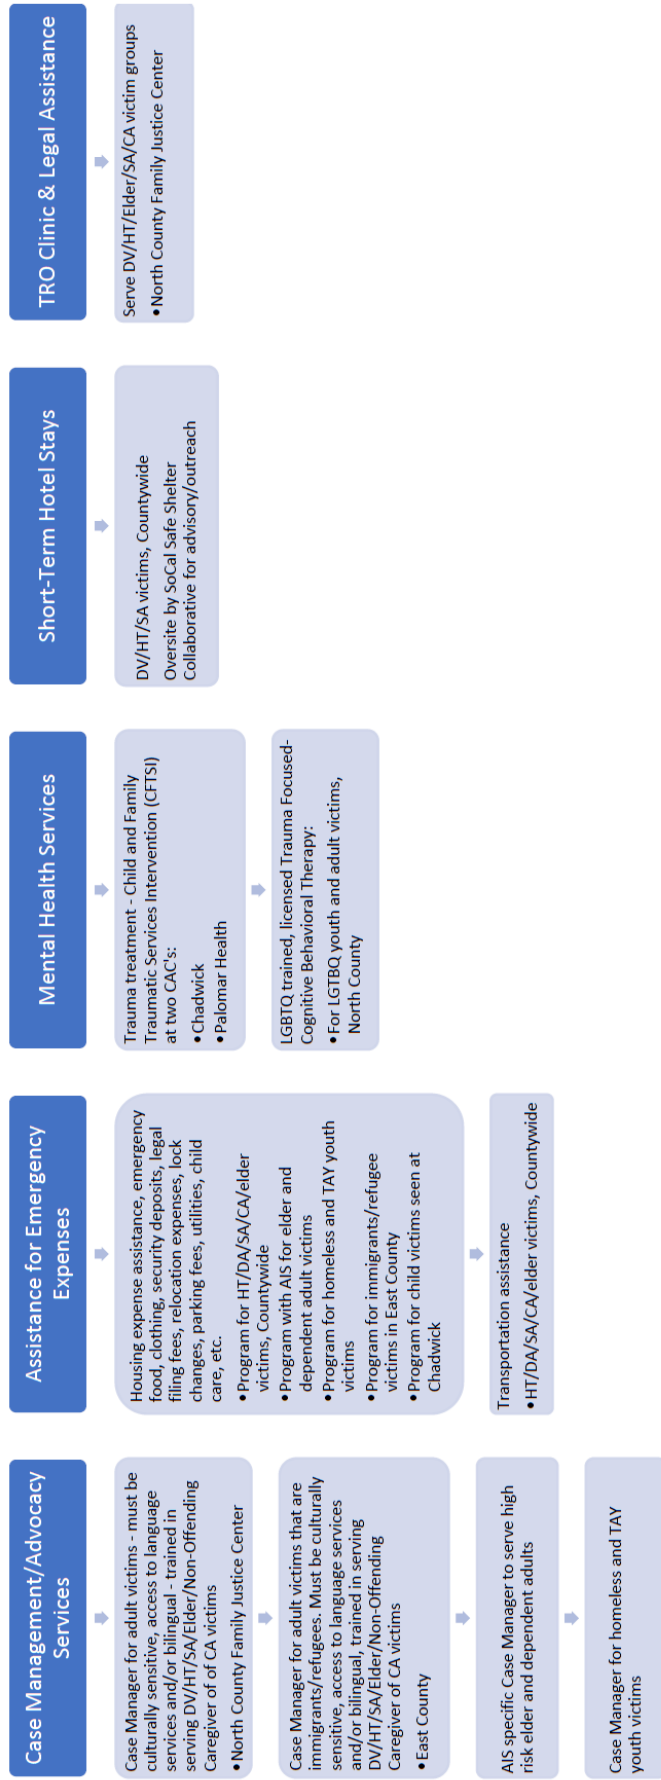 Case Management/Advocacy
Services
Case Manager for adult victims - must be
culturally sensitive, access to language
services and/or bilingual - trained in
serving DV/HT/SA/Elder/Non-Offending
Caregiver of of CA victims
•North County Family Justice Center
Case Manager for adult victims that are
immigrants/refugees. Must be culturally
sensitive, access to language services
and/or bilingual, trained in serving
DV/HT/SA/Elder/Non-Offending
Caregiver of CA victims
•East County
AIS specific Case Manager to serve high
risk elder and dependent adults
Case Manager for homeless and TAY
youth victims
Assistance for Emergency
Expenses
Housing expense assistance, emergency
food, clothing, security deposits, legal
filing fees, relocation expenses, lock
changes, parking fees, utilities, child
care, etc.
•Program for HT/DA/SA/CA/elder
victims, Countywide
•Program with AIS for elder and
dependent adult victims
•Program for homeless and TAY youth
victims
•Program for immigrants/refugee
victims in East County
•Program for child victims seen at
Chadwick
Transportation assistance
•HT/DA/SA/CA/elder victims, Countywide
Mental Health Services
Trauma treatment - Child and Family
Traumatic Services Intervention (CFTSI)
at two CAC's:
•Chadwick
•Palomar Health
LGBTQ trained, licensed Trauma Focused-
Cognitive Behavioral Therapy:
•For LGTBQ youth and adult victims,
North County
Short-Term Hotel Stays
DV/HT/SA victims, Countywide
Oversite by SoCal Safe Shelter
Collaborative for advisory/outreach
TRO Clinic & Legal Assistance
Serve DV/HT/Elder/SA/CA victim groups
•North County Family Justice Center